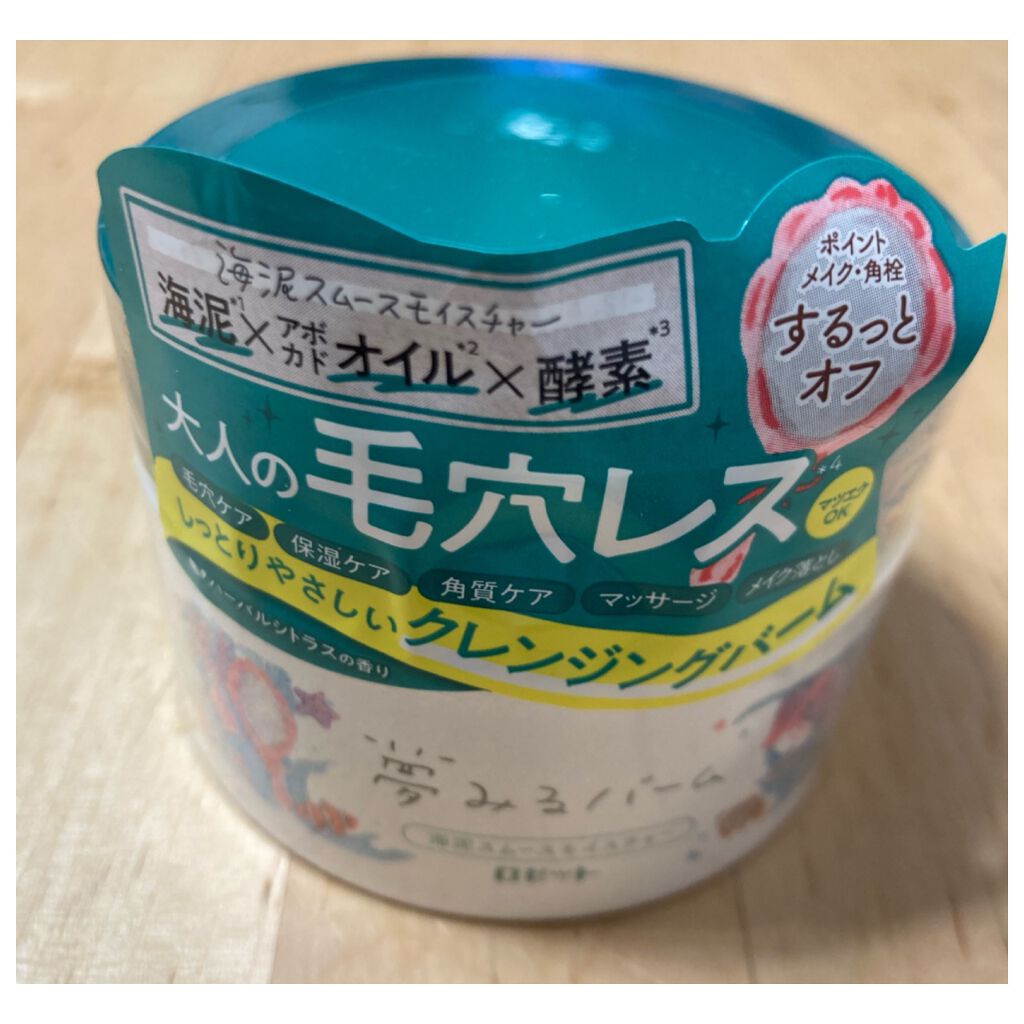 海泥スムースモイスチャー
海泥*1×アボカドオイル*2×酵素*3
ポイント
メイク・角栓
するっと
オフ
大人の毛穴レス*4
マツエク
OK
毛穴ケア
保湿ケア
角質ケア
マッサージ
メイク落とし
しっとりやさしいクレンジングバーム
ハーバルシトラスの香り
夢みるバーム
海泥スムースモイスチャー